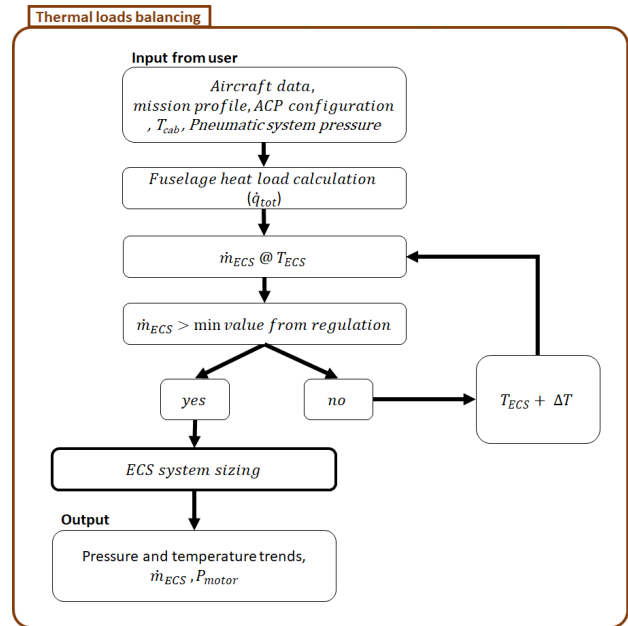 Thermal loads balancing
Input from user
Aircraft data,
mission profile, ACP configuration
, T_cab, Pneumatic system pressure
Fuselage heat load calculation
(q̇_tot)
ṁ_ECS @ T_ECS
ṁ_ECS > min value from regulation
yes
no
T_ECS + ΔT
ECS system sizing
Output
Pressure and temperature trends,
ṁ_ECS , P_motor